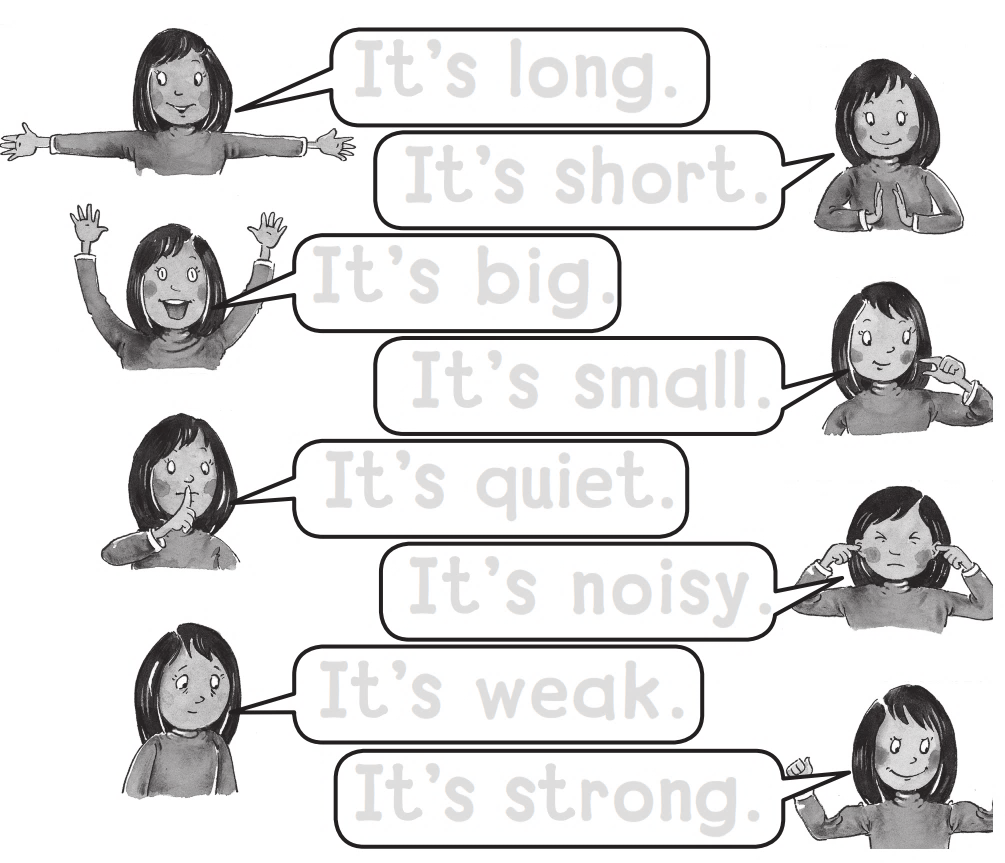 It's long.
It's short.
It's big.
It's small.
It's quiet.
It's noisy.
It's weak.
It's strong.